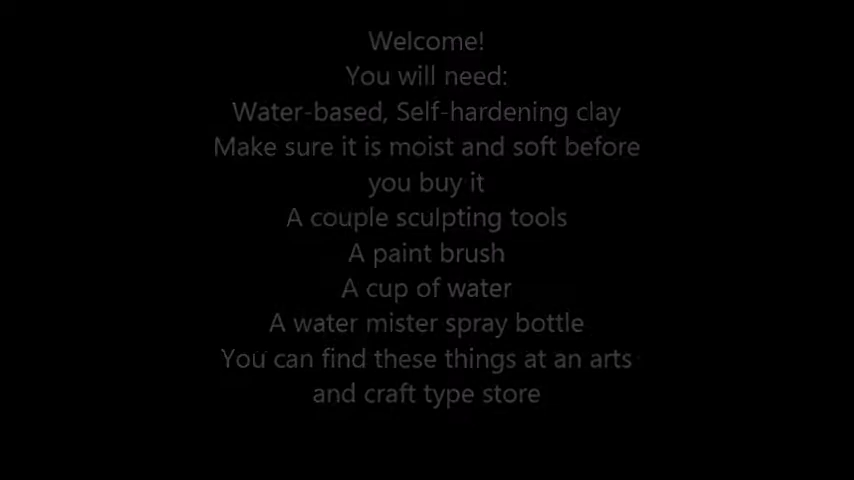 Welcome!
You will need:
Water-based, Self-hardening clay
Make sure it is moist and soft before
you buy it
A couple sculpting tools
A paint brush
A cup of water
A water mister spray bottle
You can find these things at an arts
and craft type store